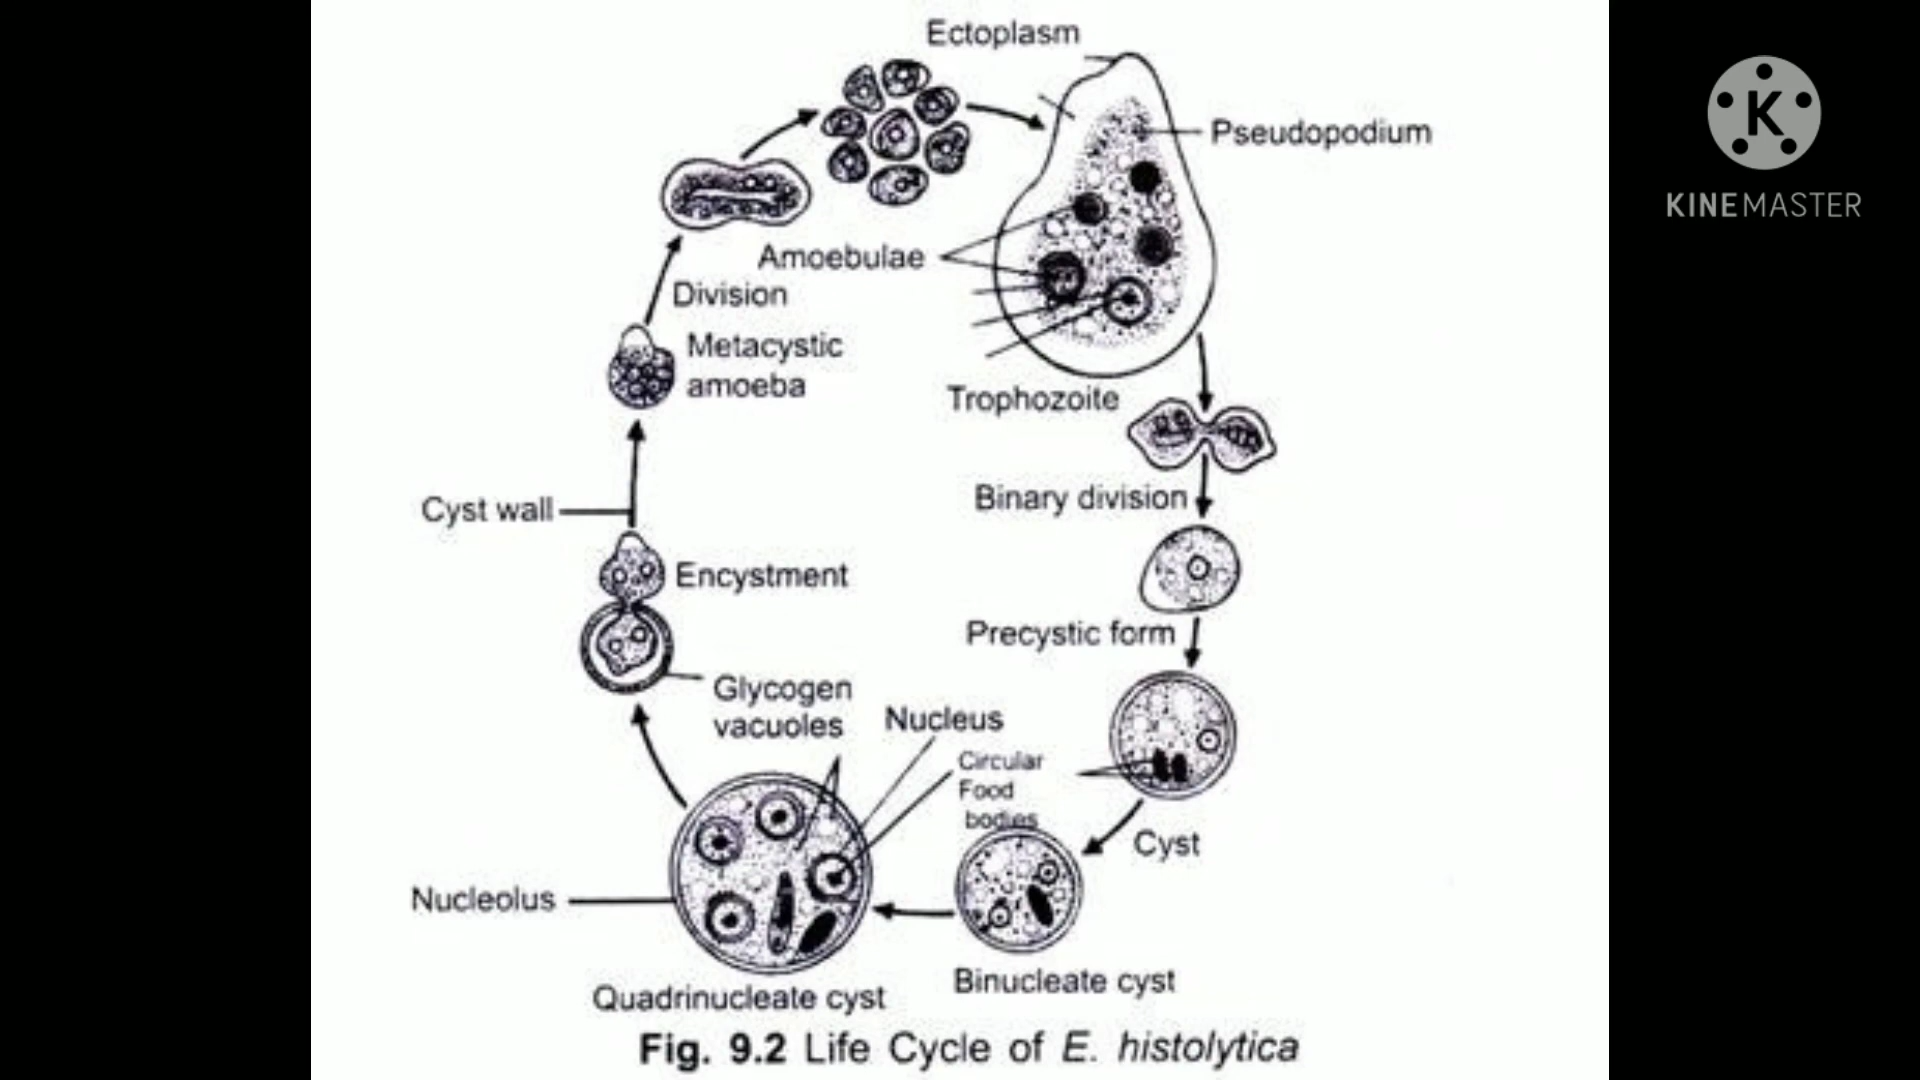 Ectoplasm
Pseudopodium
K
KINEMASTER
Amoebulae
Division
Metacystic
amoeba
Trophozoite
Binary division
Cyst wall
Encystment
Precystic form
Glycogen
vacuoles
Nucleus
Circular
Food
bodies
Cyst
Nucleolus
Binucleate cyst
Quadrinucleate cyst
Fig. 9.2 Life Cycle of E. histolytica